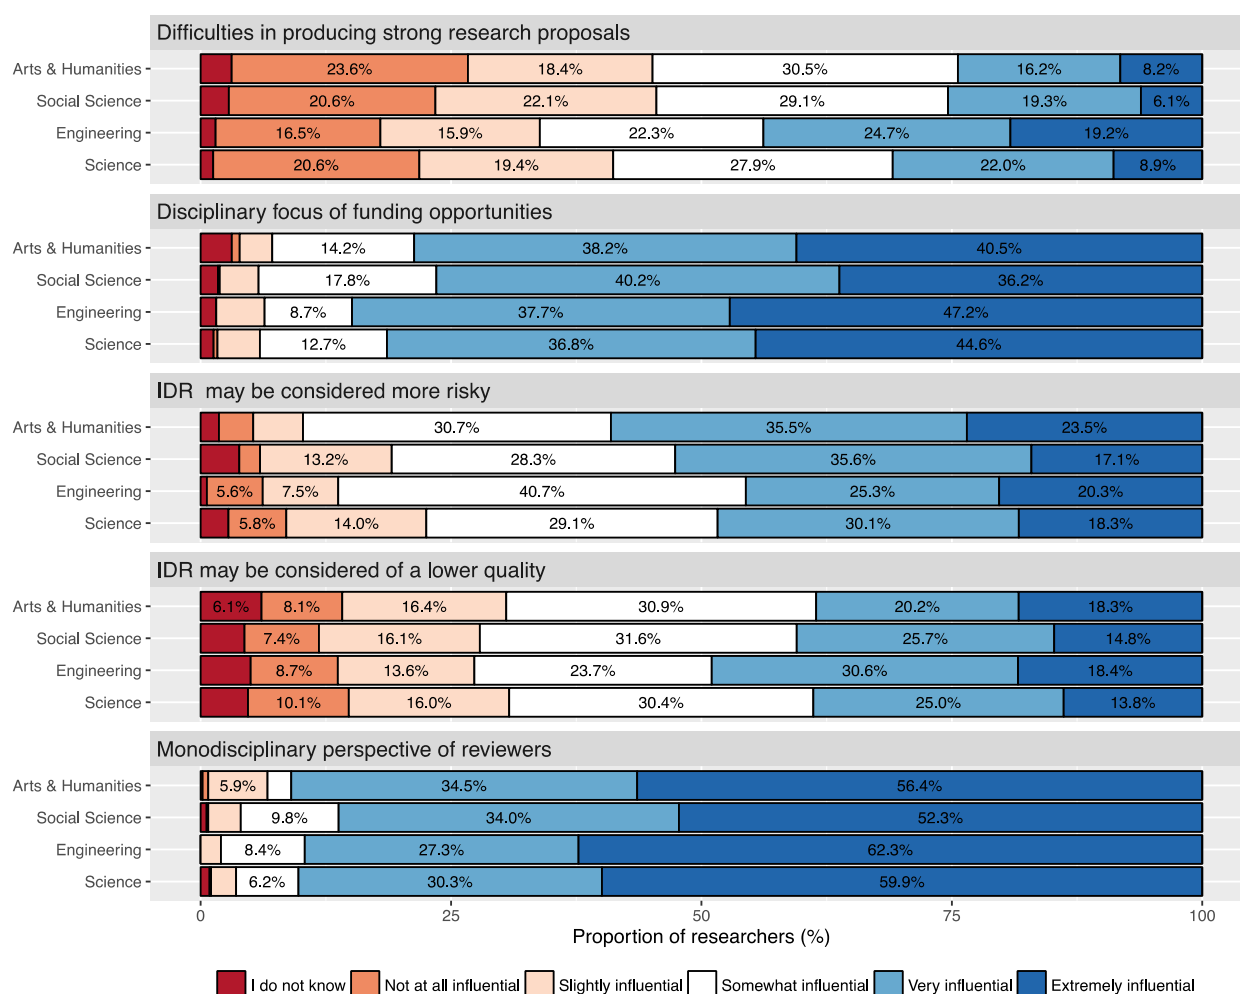 Difficulties in producing strong research proposals
Arts & Humanities 23.6% 18.4% 30.5% 16.2% 8.2%
Social Science 20.6% 22.1% 29.1% 19.3% 6.1%
Engineering 16.5% 15.9% 22.3% 24.7% 19.2%
Science 20.6% 19.4% 27.9% 22.0% 8.9%
Disciplinary focus of funding opportunities
Arts & Humanities 14.2% 38.2% 40.5%
Social Science 17.8% 40.2% 36.2%
Engineering 8.7% 37.7% 47.2%
Science 12.7% 36.8% 44.6%
IDR may be considered more risky
Arts & Humanities 30.7% 35.5% 23.5%
Social Science 13.2% 28.3% 35.6% 17.1%
Engineering 5.6% 7.5% 40.7% 25.3% 20.3%
Science 5.8% 14.0% 29.1% 30.1% 18.3%
IDR may be considered of a lower quality
Arts & Humanities 6.1% 8.1% 16.4% 30.9% 20.2% 18.3%
Social Science 7.4% 16.1% 31.6% 25.7% 14.8%
Engineering 8.7% 13.6% 23.7% 30.6% 18.4%
Science 10.1% 16.0% 30.4% 25.0% 13.8%
Monodisciplinary perspective of reviewers
Arts & Humanities 5.9% 34.5% 56.4%
Social Science 9.8% 34.0% 52.3%
Engineering 8.4% 27.3% 62.3%
Science 6.2% 30.3% 59.9%
0 25 50 75 100
Proportion of researchers (%)
I do not know Not at all influential Slightly influential Somewhat influential Very influential Extremely influential